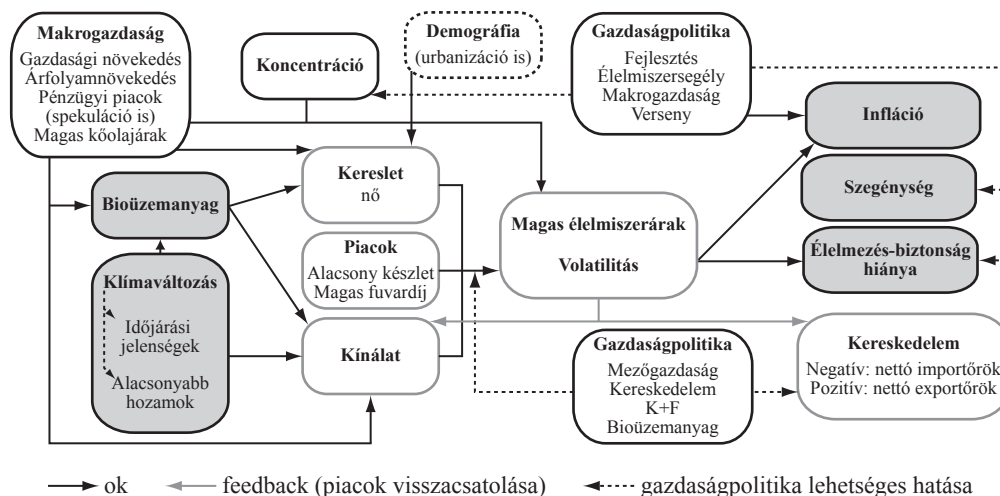 Makrogazdaság
Gazdasági növekedés
Árfolyamnövekedés
Pénzügyi piacok
(spekuláció is)
Magas kőolajárak
Koncentráció
Demográfia
(urbanizáció is)
Gazdaságpolitika
Fejlesztés
Élelmiszersegély
Makrogazdaság
Verseny
Infláció
Szegénység
Élelmezés-biztonság
hiánya
Bioüzemanyag
Kereslet
nő
Piacok
Alacsony készlet
Magas fuvardíj
Magas élelmiszerárak
Volatilitás
Klímaváltozás
Időjárási
jelenségek
Alacsonyabb
hozamok
Kínálat
Gazdaságpolitika
Mezőgazdaság
Kereskedelem
K+F
Bioüzemanyag
Kereskedelem
Negatív: nettó importőrök
Pozitív: nettó exportőrök
ok
feedback (piacok visszacsatolása)
gazdaságpolitika lehetséges hatása